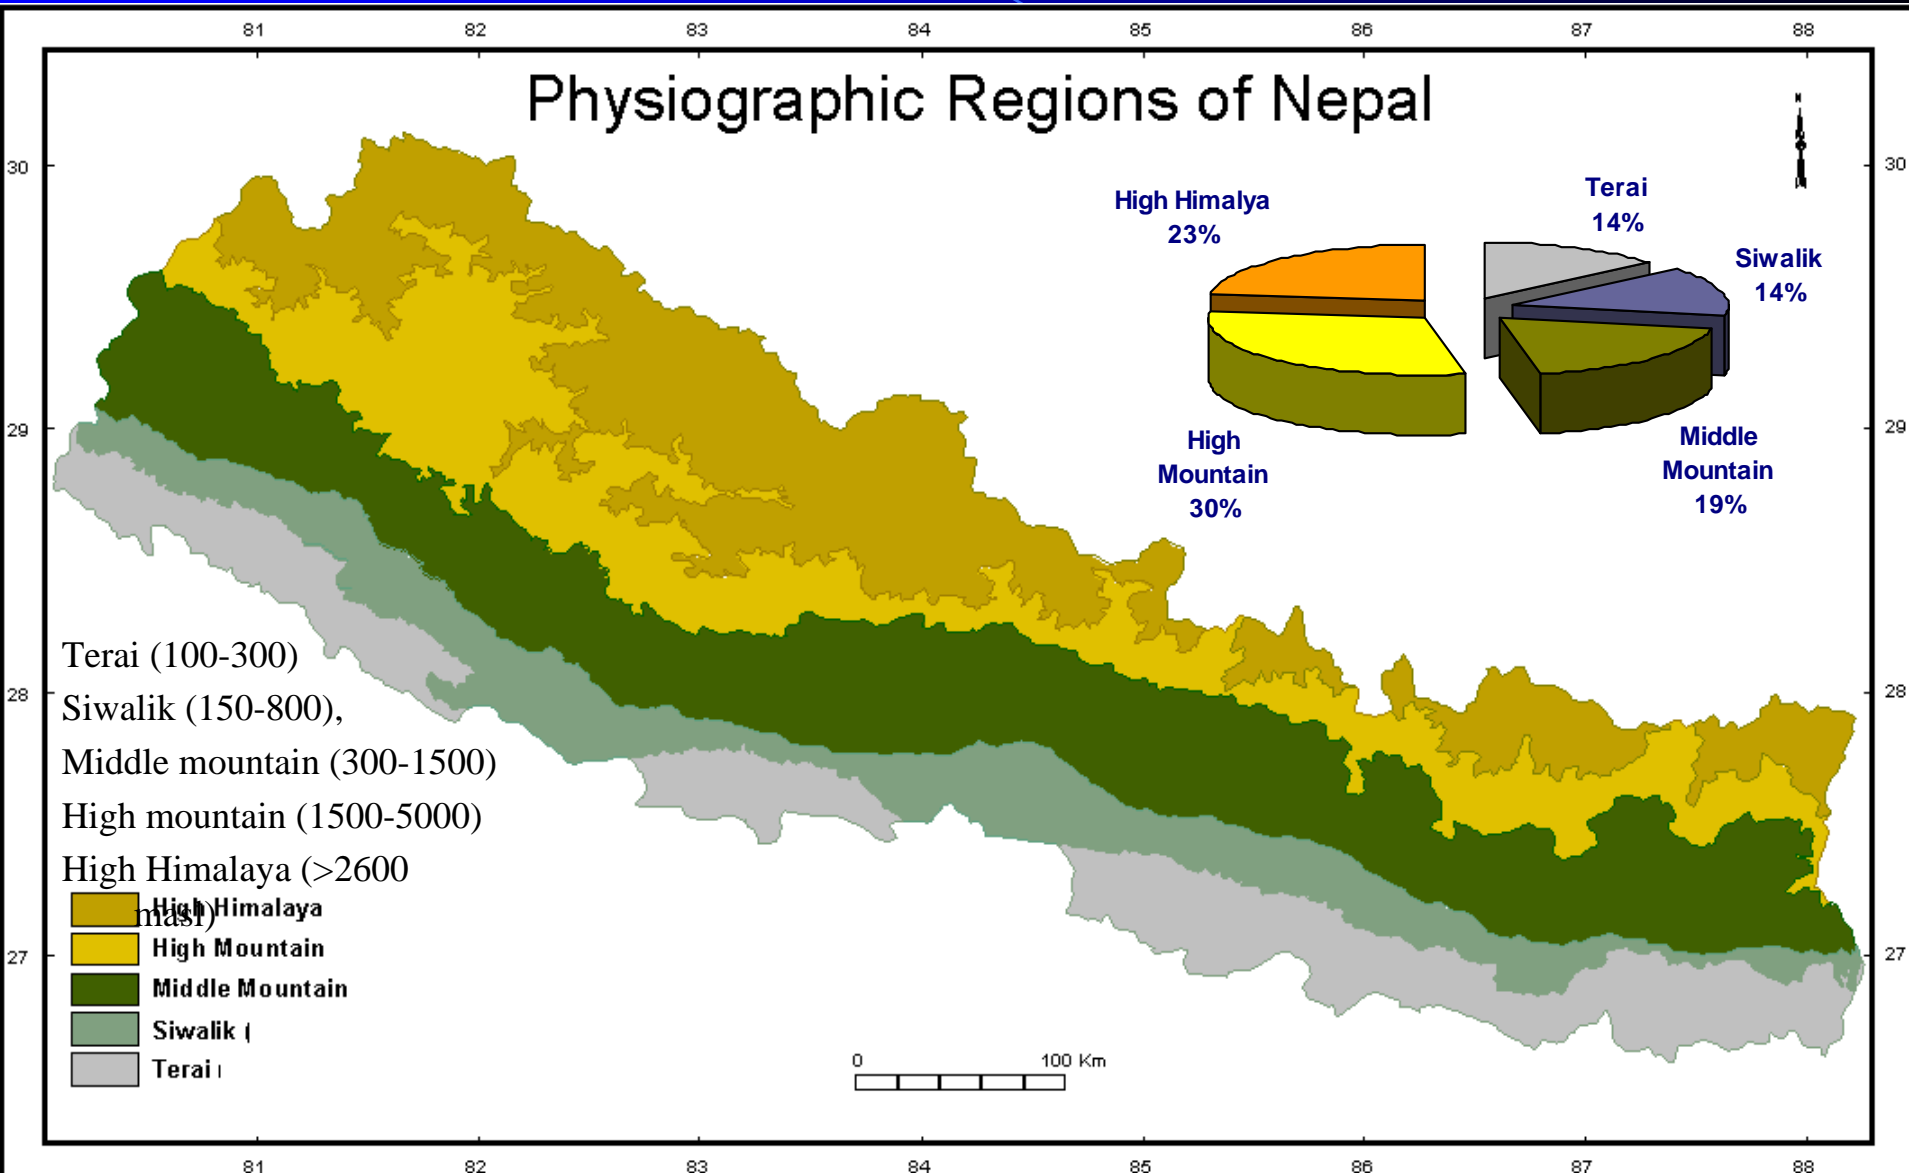 81 82 83 84 85 86 87 88
Physiographic Regions of Nepal
N
30 30
High Himalya
23%
Terai
14%
Siwalik
14%
29 29
High
Mountain
30%
Middle
Mountain
19%
Terai (100-300)
28 28
Siwalik (150-800),
Middle mountain (300-1500)
High mountain (1500-5000)
High Himalaya (>2600
masl)
High Himalaya
High Mountain
27 27
Middle Mountain
Siwalik (
Terai
0 100 Km
81 82 83 84 85 86 87 88